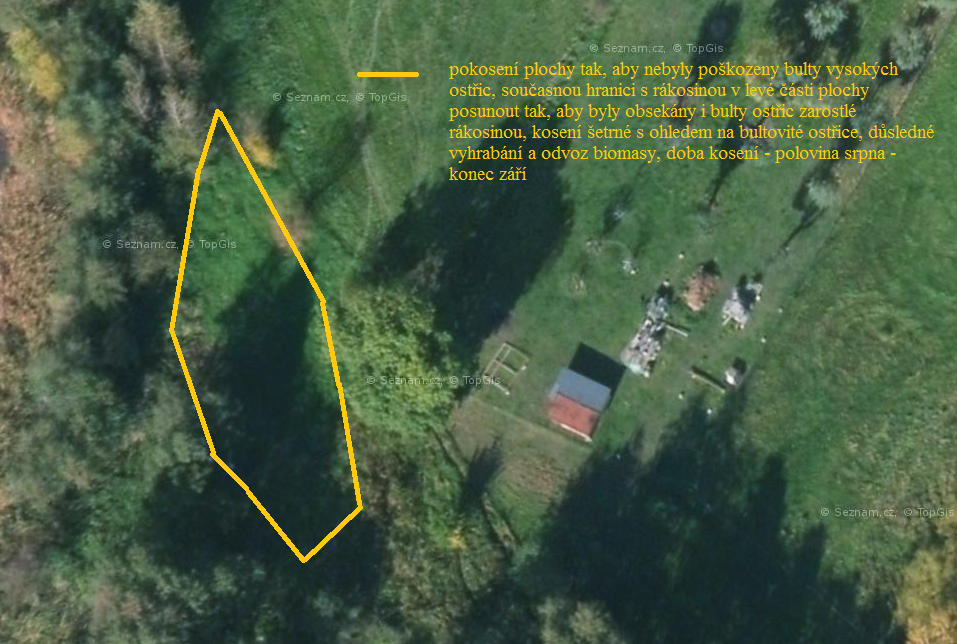 © Seznam.cz, © TopGis
pokosení plochy tak, aby nebyly poškozeny bulty vysokých
ostřic, současnou hranici s rákosinou v levé části plochy
© Seznam.cz, © TopGis
posunout tak, aby byly obsekány i bulty ostřic zarostlé
rákosinou, kosení šetrné s ohledem na bultovité ostřice, důsledné
vyhrabání a odvoz biomasy, doba kosení - polovina srpna -
konec září
© Seznam.cz, © TopGis
© Seznam.cz, © TopGis
© Seznam.cz, © TopGis